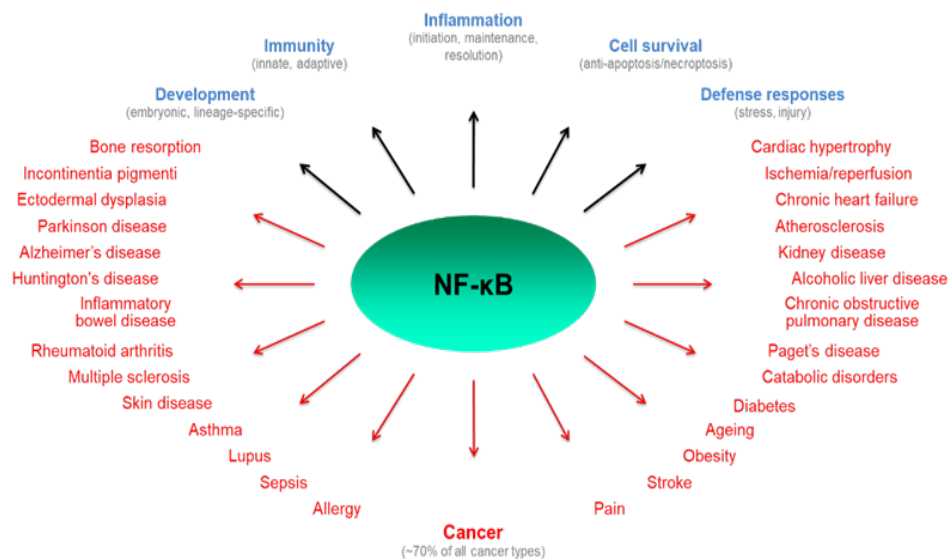 Inflammation
(initiation, maintenance,
resolution)
Immunity
(innate, adaptive)
Cell survival
(anti-apoptosis/necroptosis)
Development
(embryonic, lineage-specific)
Defense responses
(stress, injury)
Bone resorption
Incontinentia pigmenti
Ectodermal dysplasia
Parkinson disease
Alzheimer's disease
Huntington's disease
Inflammatory
bowel disease
Rheumatoid arthritis
Multiple sclerosis
Skin disease
Asthma
Lupus
Sepsis
Allergy
NF-κB
Cardiac hypertrophy
Ischemia/reperfusion
Chronic heart failure
Atherosclerosis
Kidney disease
Alcoholic liver disease
Chronic obstructive
pulmonary disease
Paget's disease
Catabolic disorders
Diabetes
Ageing
Obesity
Stroke
Pain
Cancer
(~70% of all cancer types)